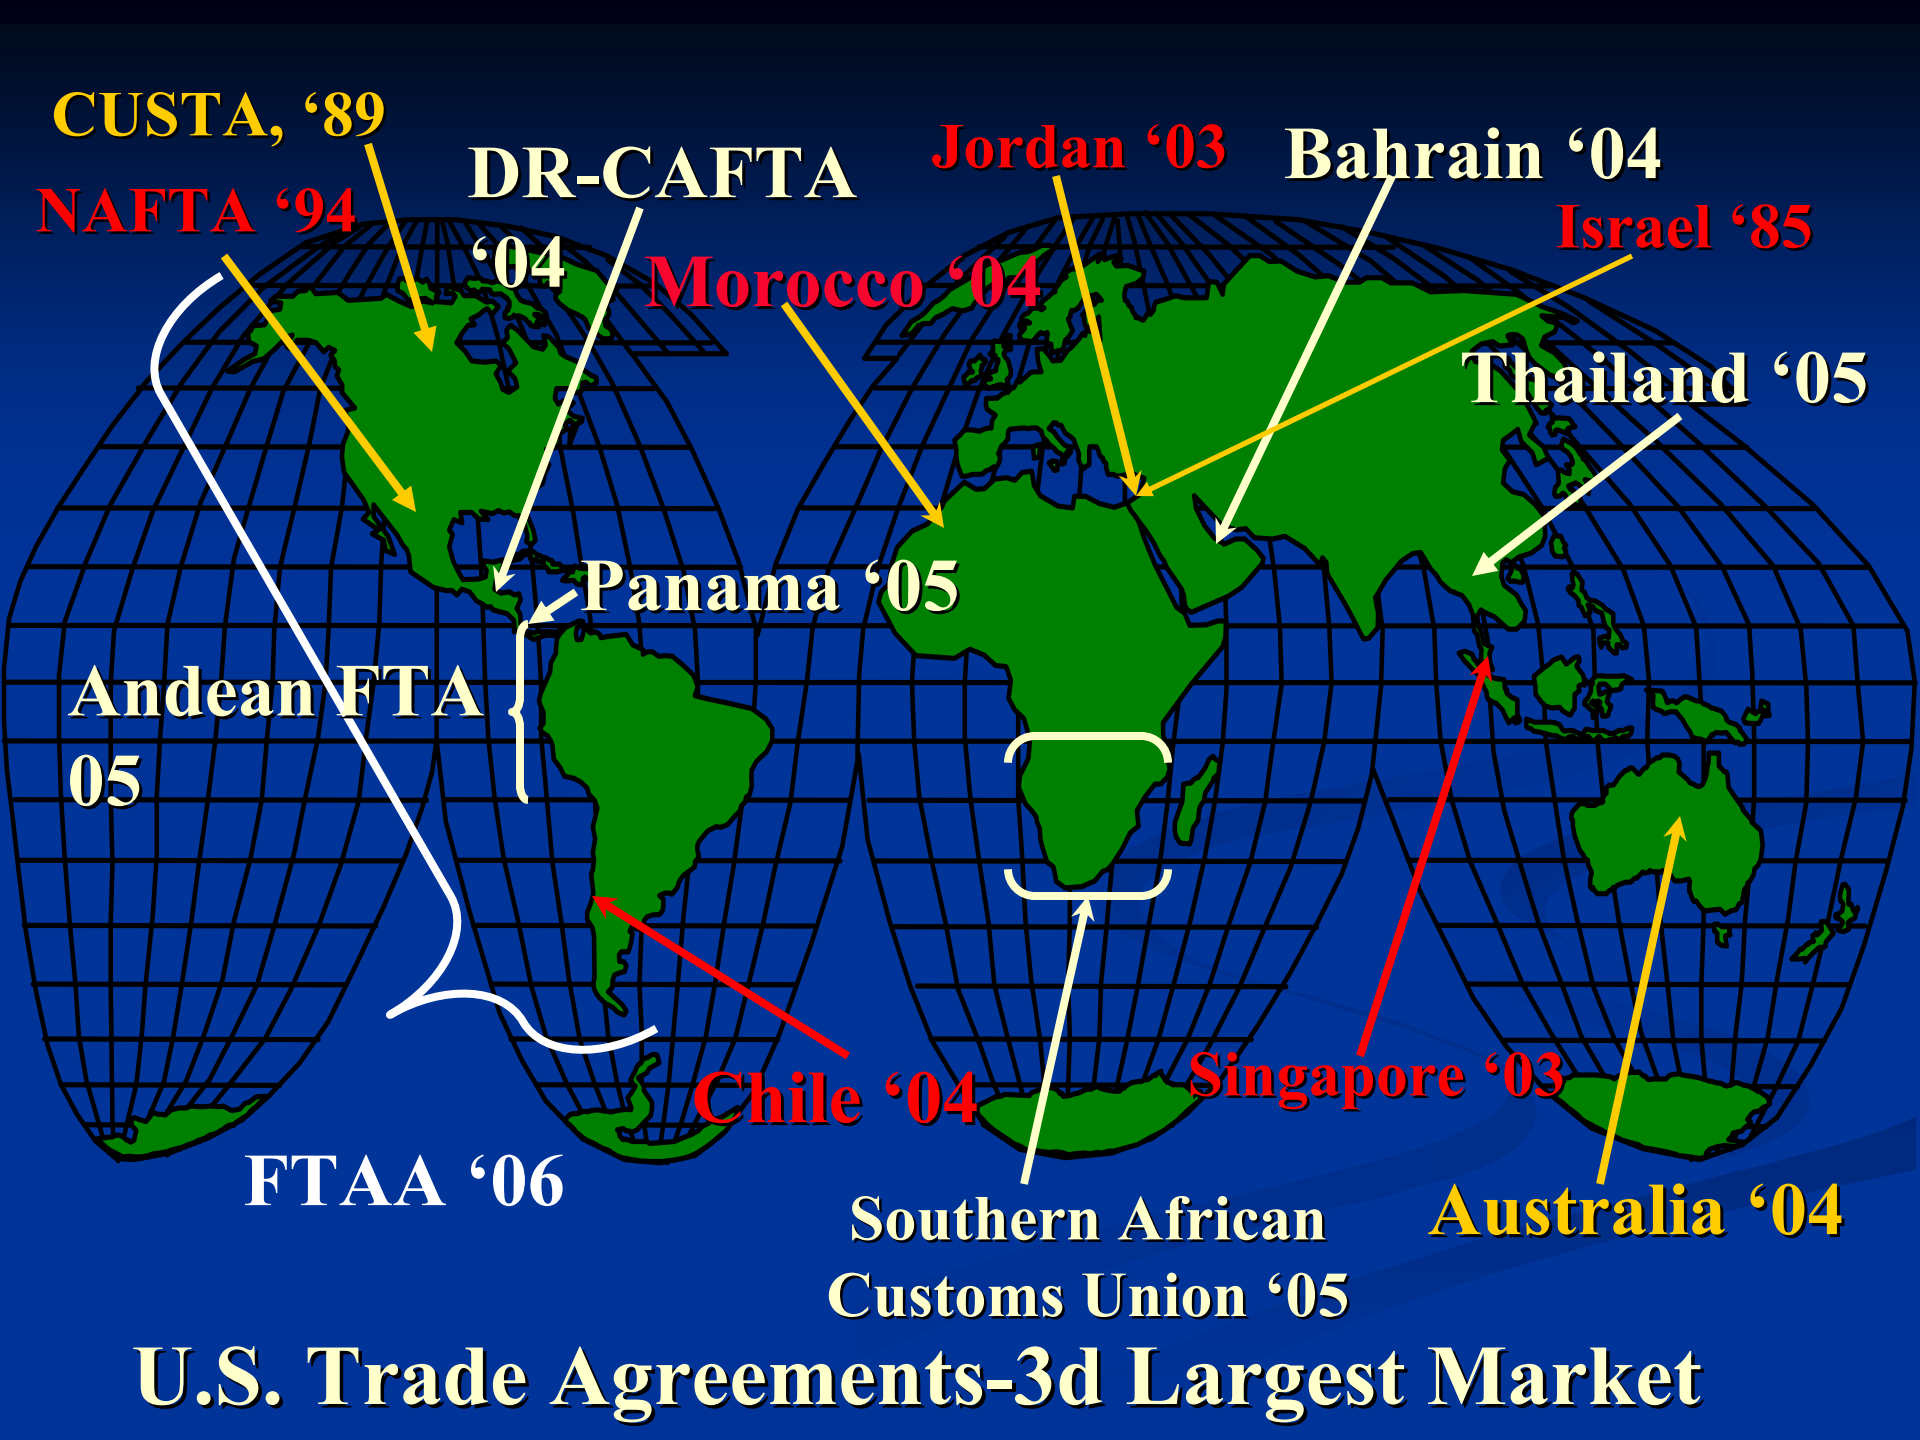 CUSTA, ‘89
NAFTA ‘94
DR-CAFTA
‘04
Jordan ‘03
Bahrain ‘04
Israel ‘85
Morocco ‘04
Thailand ‘05
Panama ‘05
Andean FTA
05
Chile ‘04
Singapore ‘03
FTAA ‘06
Southern African
Customs Union ‘05
Australia ‘04
U.S. Trade Agreements-3d Largest Market